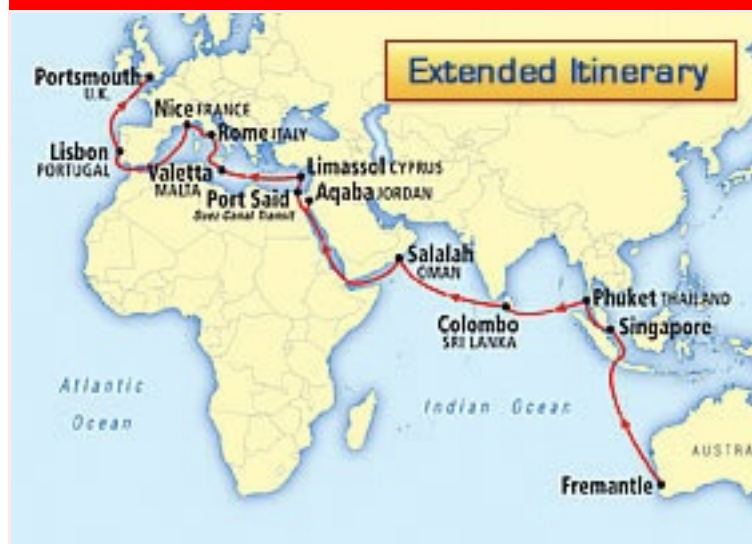 Extended Itinerary
Portsmouth
U.K.
Nice FRANCE
Rome ITALY
Lisbon
PORTUGAL
Valetta
MALTA
Limassol CYPRUS
Port Said
Suez Canal Transit
Aqaba JORDAN
Salalah
OMAN
Phuket THAILAND
Colombo
SRI LANKA
Singapore
Atlantic
Ocean
Indian Ocean
AUSTRA
Fremantle